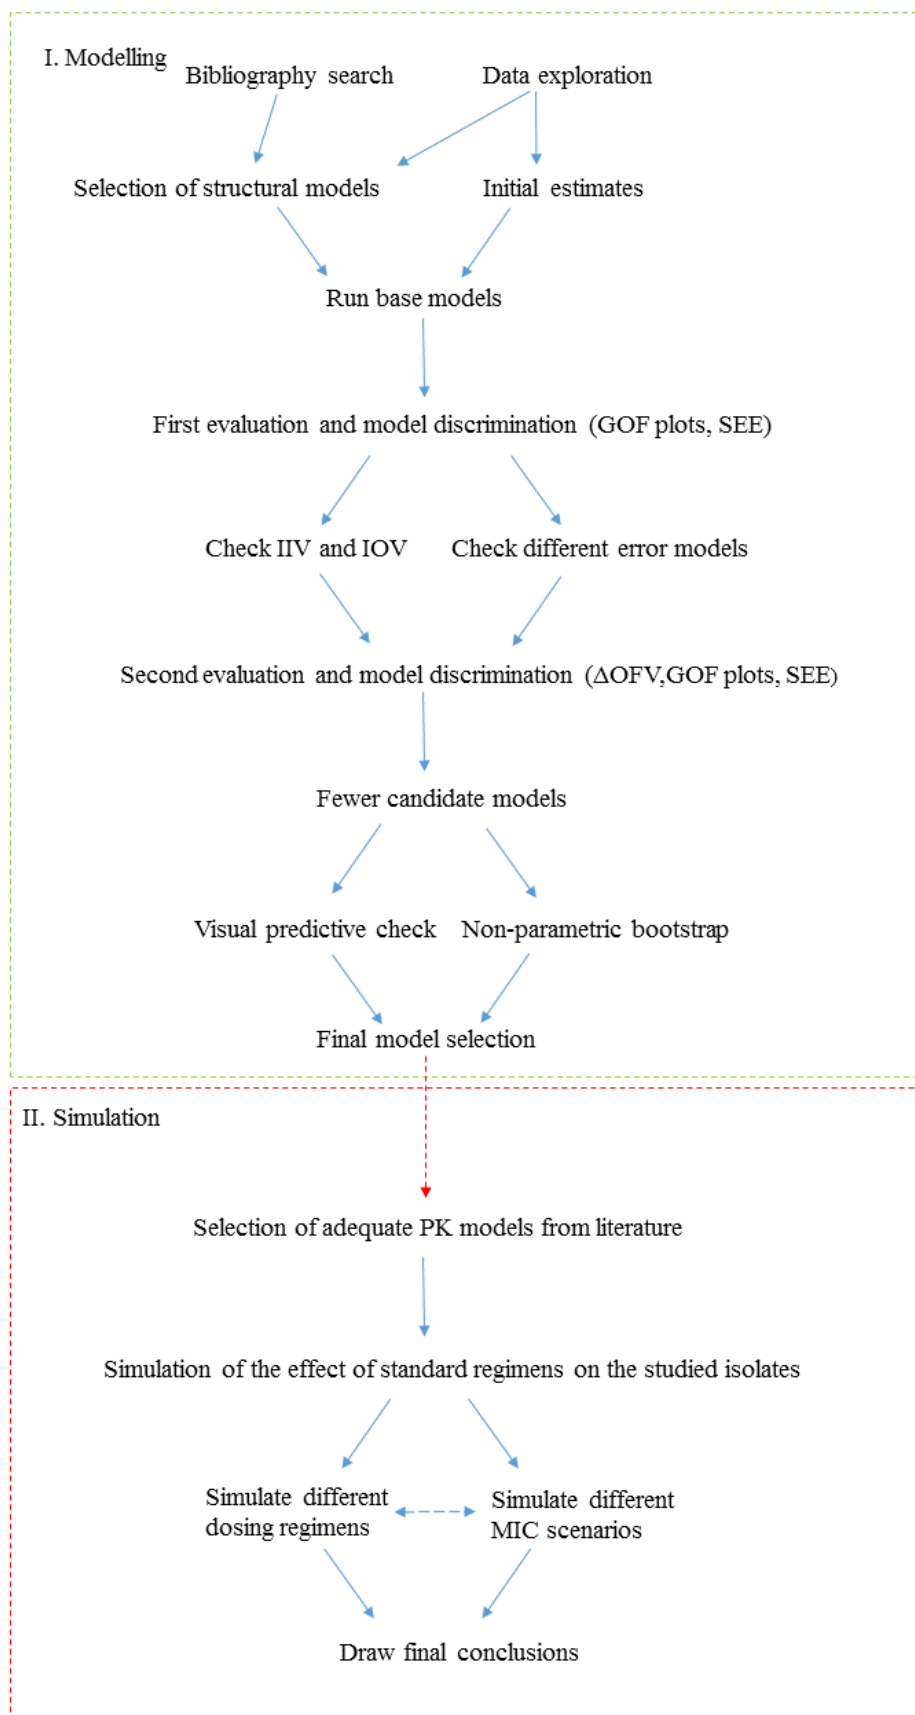 I. Modelling
Bibliography search
Data exploration
Selection of structural models
Initial estimates
Run base models
First evaluation and model discrimination (GOF plots, SEE)
Check IIV and IOV
Check different error models
Second evaluation and model discrimination (ΔOFV,GOF plots, SEE)
Fewer candidate models
Visual predictive check
Non-parametric bootstrap
Final model selection
II. Simulation
Selection of adequate PK models from literature
Simulation of the effect of standard regimens on the studied isolates
Simulate different
dosing regimens
Simulate different
MIC scenarios
Draw final conclusions